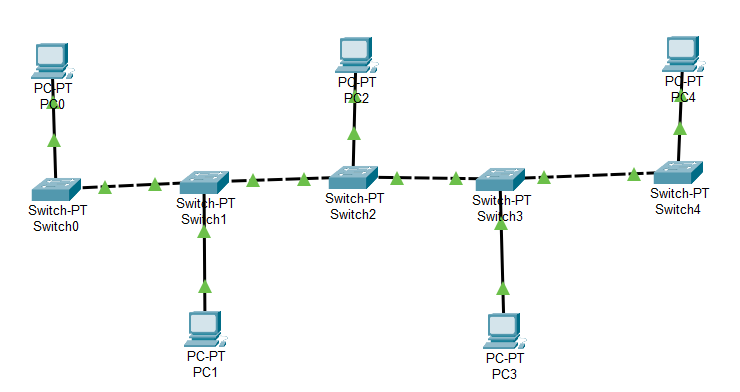 PC-PT
PC0
PC-PT
PC2
PC-PT
PC4
Switch-PT
Switch0
Switch-PT
Switch1
Switch-PT
Switch2
Switch-PT
Switch3
Switch-PT
Switch4
PC-PT
PC1
PC-PT
PC3